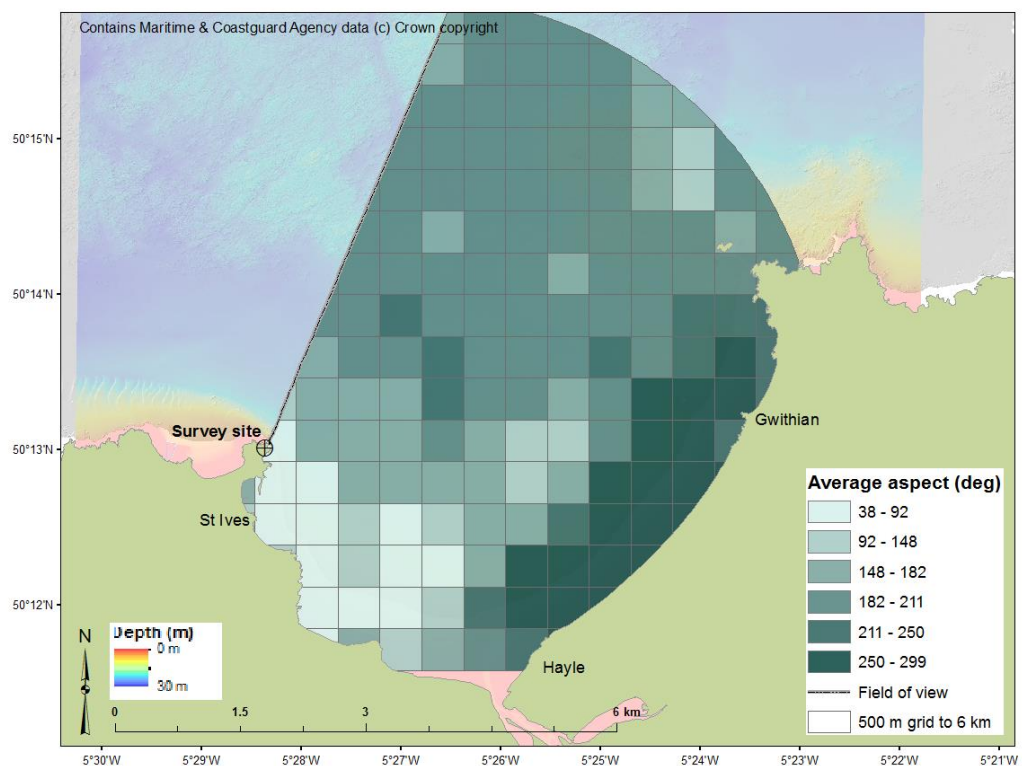 Contains Maritime & Coastguard Agency data (c) Crown copyright
50°15'N
50°14'N
50°13'N
50°12'N
Survey site
St Ives
Gwithian
Hayle
Average aspect (deg)
38 - 92
92 - 148
148 - 182
182 - 211
211 - 250
250 - 299
Field of view
500 m grid to 6 km
N
Depth (m)
0 m
30 m
0 1.5 3 6 km
5°30'W 5°29'W 5°28'W 5°27'W 5°26'W 5°25'W 5°24'W 5°23'W 5°22'W 5°21'W